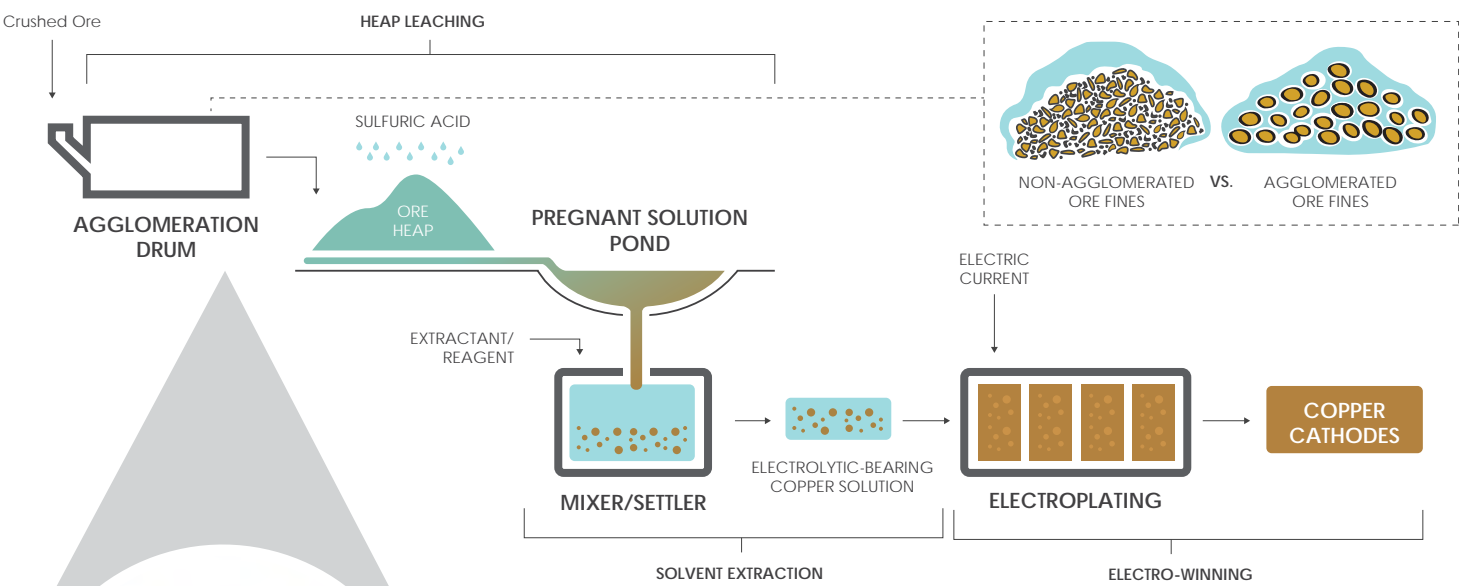 Crushed Ore
HEAP LEACHING
SULFURIC ACID
ORE
HEAP
AGGLOMERATION
DRUM
PREGNANT SOLUTION
POND
NON-AGGLOMERATED
ORE FINES
VS.
AGGLOMERATED
ORE FINES
EXTRACTANT/
REAGENT
ELECTRIC
CURRENT
MIXER/SETTLER
ELECTROLYTIC-BEARING
COPPER SOLUTION
ELECTROPLATING
COPPER
CATHODES
SOLVENT EXTRACTION
ELECTRO-WINNING